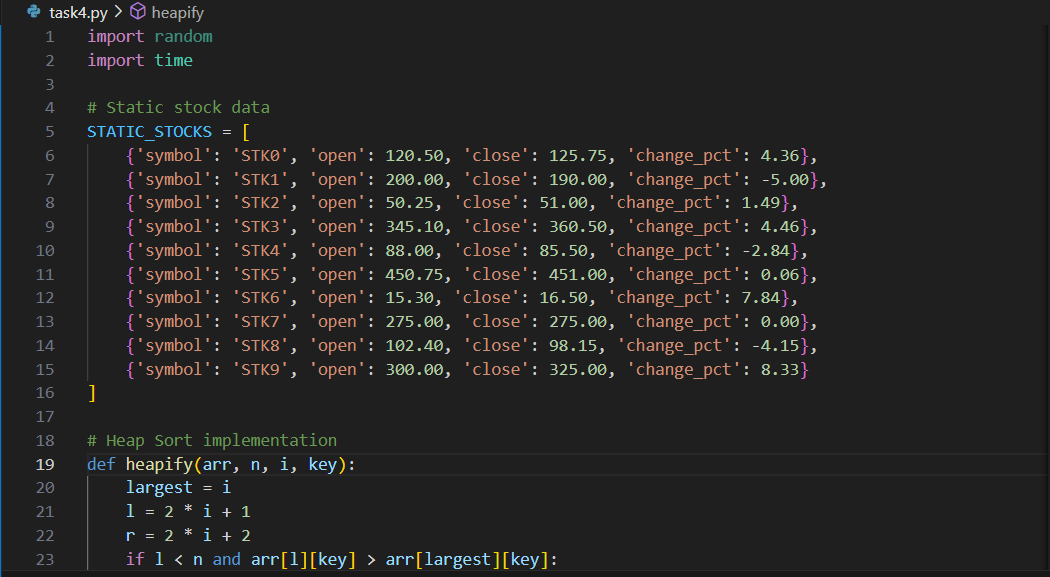 task4.py > heapify
1 import random
2 import time
3
4 # Static stock data
5 STATIC_STOCKS = [
6     {'symbol': 'STK0', 'open': 120.50, 'close': 125.75, 'change_pct': 4.36},
7     {'symbol': 'STK1', 'open': 200.00, 'close': 190.00, 'change_pct': -5.00},
8     {'symbol': 'STK2', 'open': 50.25, 'close': 51.00, 'change_pct': 1.49},
9     {'symbol': 'STK3', 'open': 345.10, 'close': 360.50, 'change_pct': 4.46},
10     {'symbol': 'STK4', 'open': 88.00, 'close': 85.50, 'change_pct': -2.84},
11     {'symbol': 'STK5', 'open': 450.75, 'close': 451.00, 'change_pct': 0.06},
12     {'symbol': 'STK6', 'open': 15.30, 'close': 16.50, 'change_pct': 7.84},
13     {'symbol': 'STK7', 'open': 275.00, 'close': 275.00, 'change_pct': 0.00},
14     {'symbol': 'STK8', 'open': 102.40, 'close': 98.15, 'change_pct': -4.15},
15     {'symbol': 'STK9', 'open': 300.00, 'close': 325.00, 'change_pct': 8.33}
16 ]
17
18 # Heap Sort implementation
19 def heapify(arr, n, i, key):
20     largest = i
21     l = 2 * i + 1
22     r = 2 * i + 2
23     if l < n and arr[l][key] > arr[largest][key]: